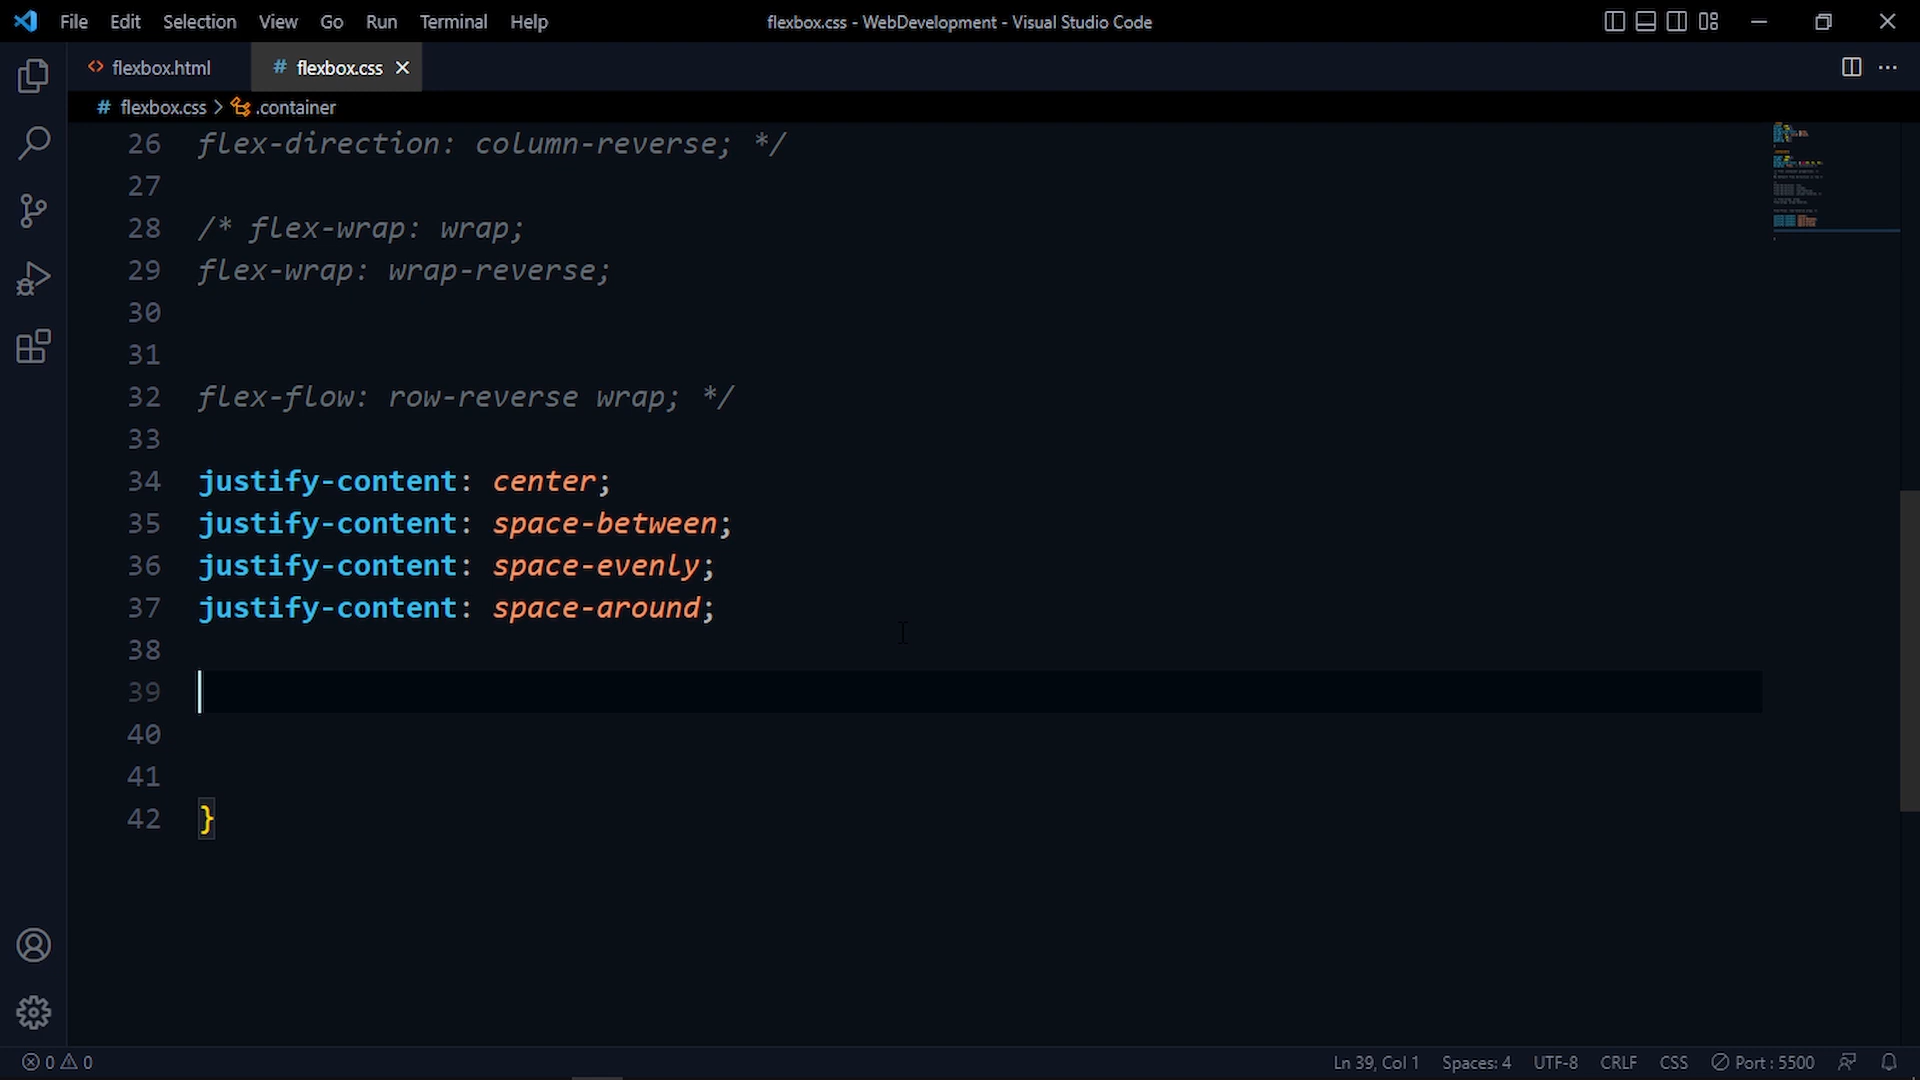 File Edit Selection View Go Run Terminal Help
flexbox.css - WebDevelopment - Visual Studio Code
<> flexbox.html
# flexbox.css
# flexbox.css > .container
26 flex-direction: column-reverse; */
27
28 /* flex-wrap: wrap;
29 flex-wrap: wrap-reverse;
30
31
32 flex-flow: row-reverse wrap; */
33
34 justify-content: center;
35 justify-content: space-between;
36 justify-content: space-evenly;
37 justify-content: space-around;
38
39
40
41
42 }
0 0
Ln 39, Col 1 Spaces: 4 UTF-8 CRLF CSS Port : 5500